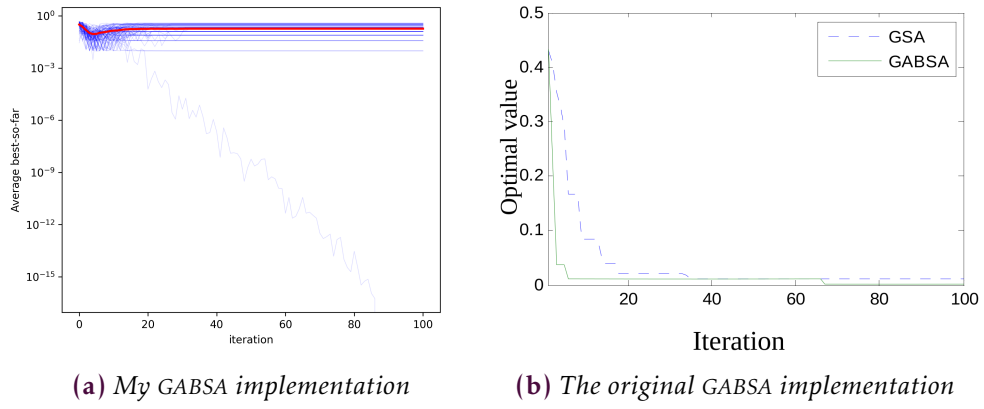 Average best-so-far
10⁰
10⁻³
10⁻⁶
10⁻⁹
10⁻¹²
10⁻¹⁵
0 20 40 60 80 100
iteration
(a) My GABSA implementation
Optimal value
0.5
0.4
0.3
0.2
0.1
0
20 40 60 80 100
Iteration
GSA
GABSA
(b) The original GABSA implementation